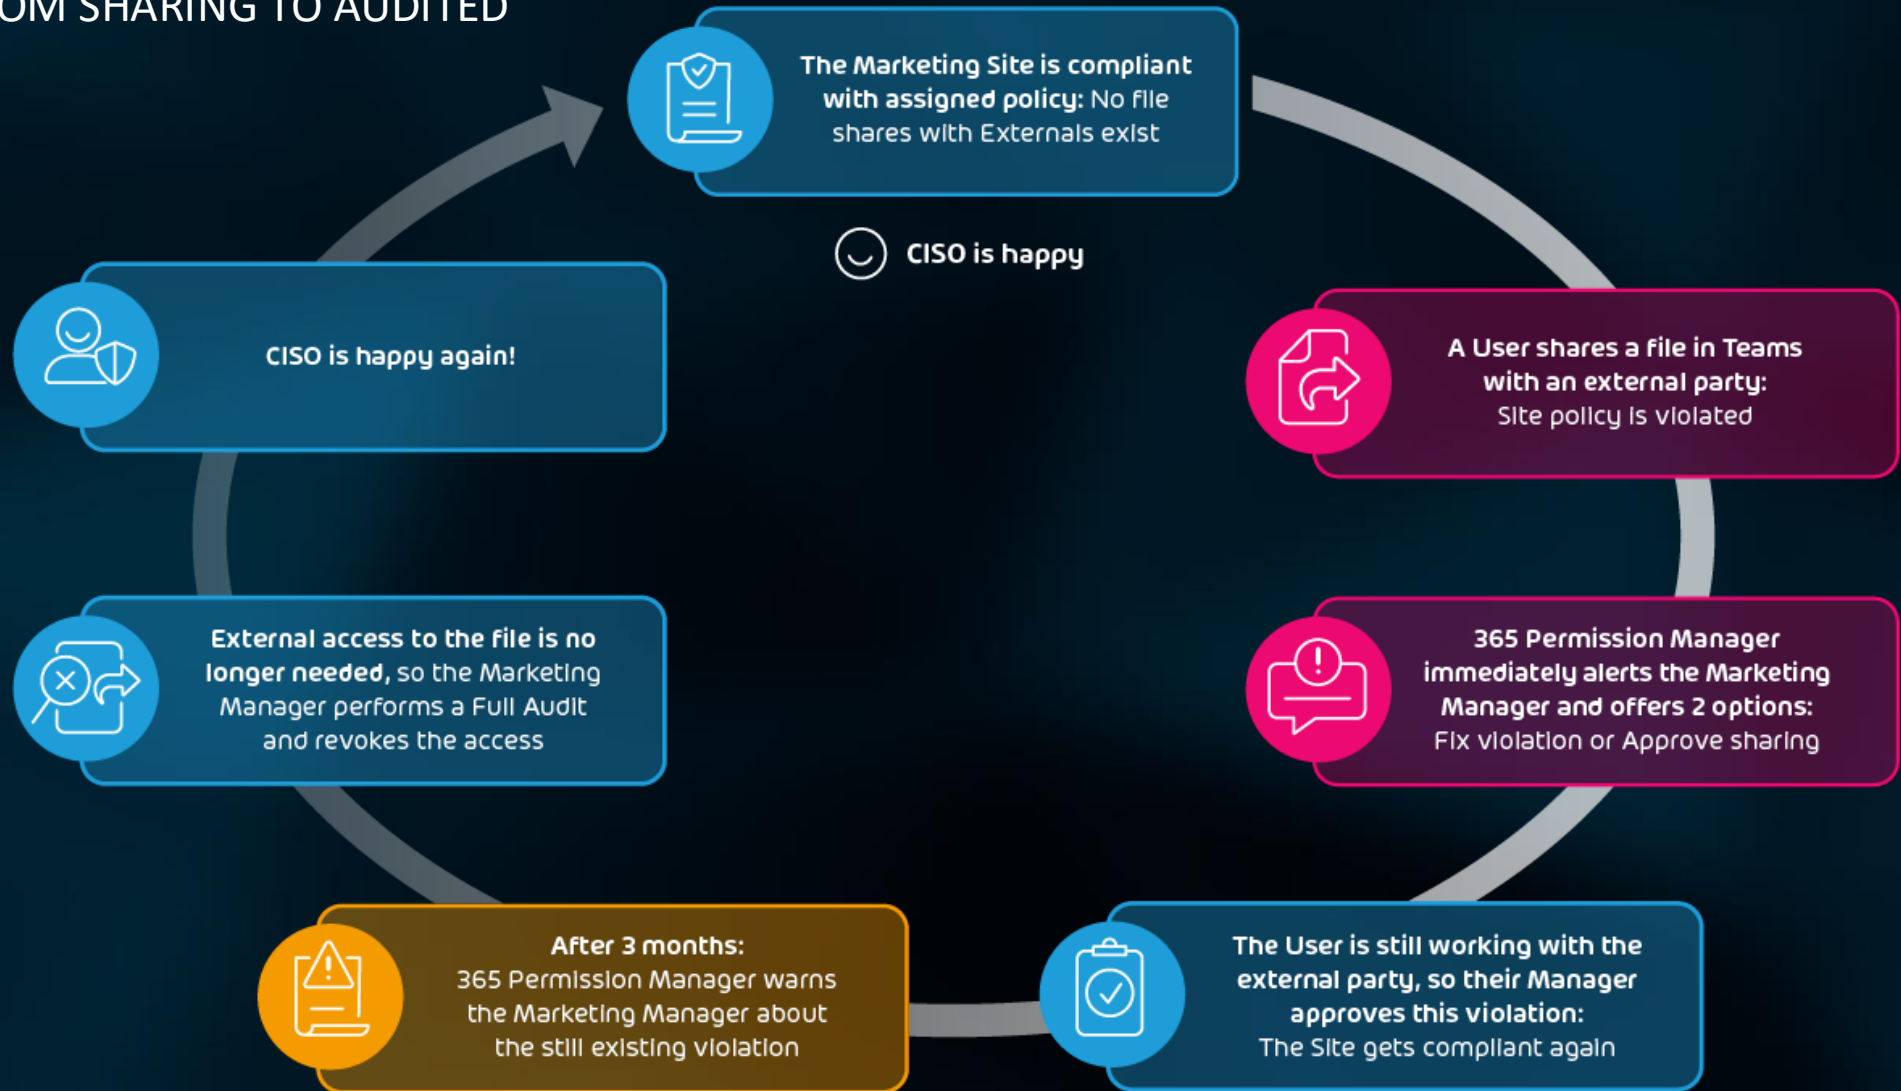 OM SHARING TO AUDITED
The Marketing Site is compliant
with assigned policy: No file
shares with Externals exist
CISO is happy
A User shares a file in Teams
with an external party:
Site policy is violated
365 Permission Manager
immediately alerts the Marketing
Manager and offers 2 options:
Fix violation or Approve sharing
The User is still working with the
external party, so their Manager
approves this violation:
The Site gets compliant again
After 3 months:
365 Permission Manager warns
the Marketing Manager about
the still existing violation
External access to the file is no
longer needed, so the Marketing
Manager performs a Full Audit
and revokes the access
CISO is happy again!